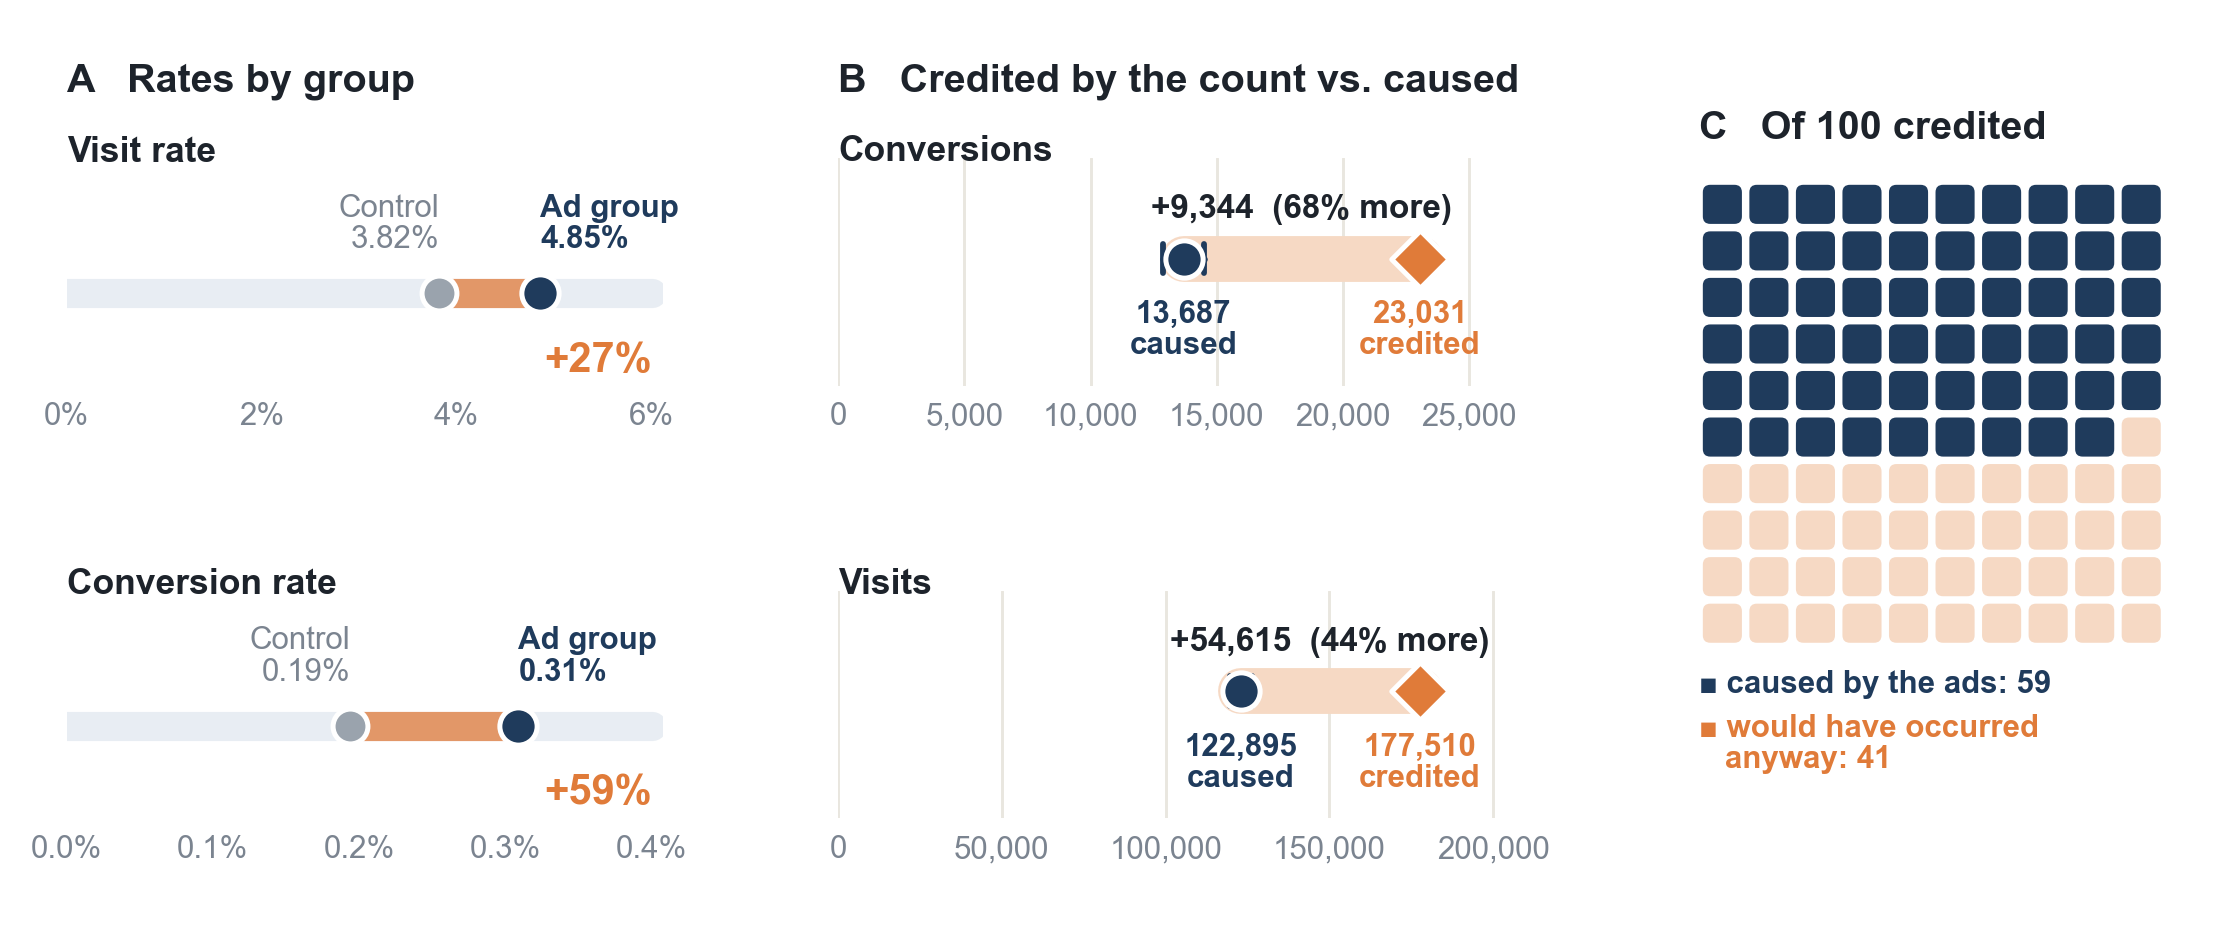 A Rates by group
Visit rate
Control
3.82%
Ad group
4.85%
+27%
0% 2% 4% 6%
Conversion rate
Control
0.19%
Ad group
0.31%
+59%
0.0% 0.1% 0.2% 0.3% 0.4%
B Credited by the count vs. caused
Conversions
+9,344 (68% more)
13,687
caused
23,031
credited
0 5,000 10,000 15,000 20,000 25,000
Visits
+54,615 (44% more)
122,895
caused
177,510
credited
0 50,000 100,000 150,000 200,000
C Of 100 credited
■ caused by the ads: 59
■ would have occurred
anyway: 41